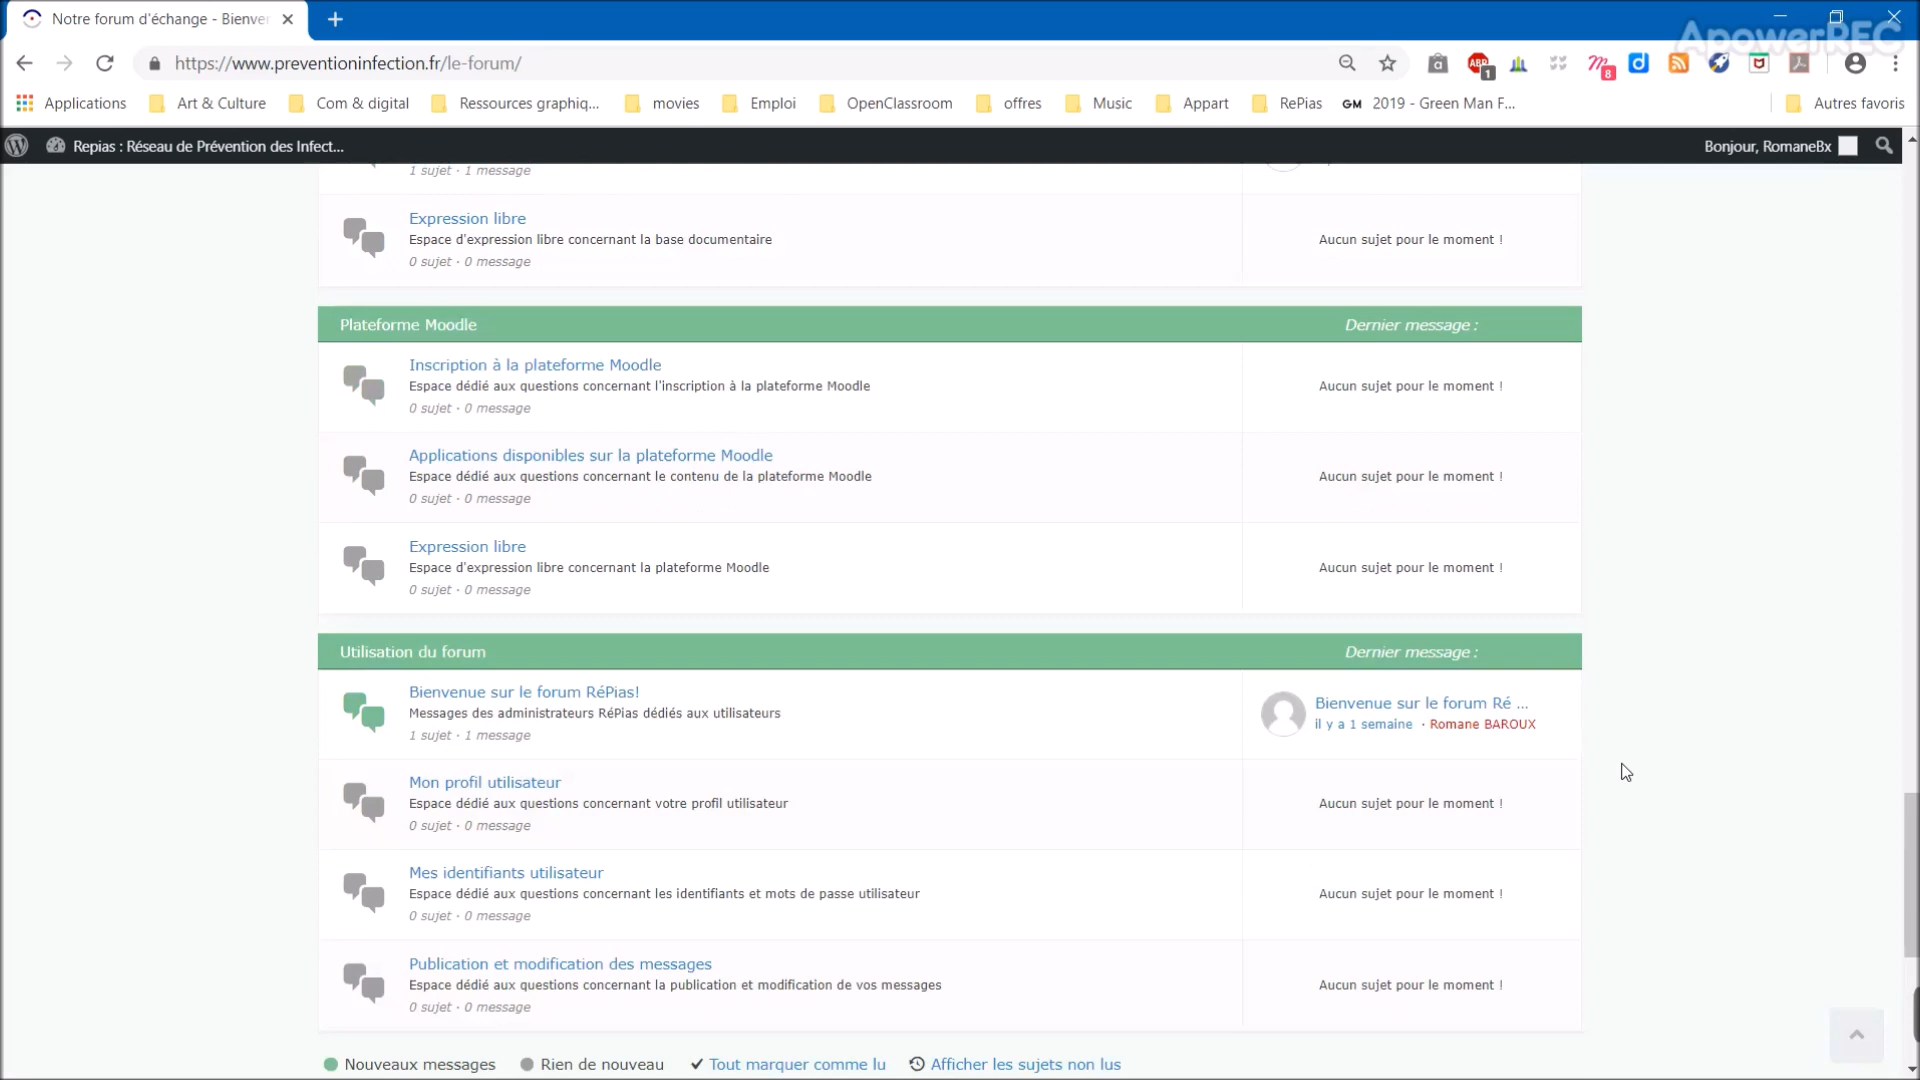 Notre forum d'échange - Bienven
ApowerREC
https://www.preventioninfection.fr/le-forum/
ABP
1
8
Applications
Art & Culture
Com & digital
Ressources graphiq...
movies
Emploi
OpenClassroom
offres
Music
Appart
RePias
GM 2019 - Green Man F...
Autres favoris
Repias : Réseau de Prévention des Infect...
Bonjour, RomaneBx
1 sujet · 1 message
Expression libre
Espace d'expression libre concernant la base documentaire
0 sujet · 0 message
Aucun sujet pour le moment !
Plateforme Moodle
Dernier message :
Inscription à la plateforme Moodle
Espace dédié aux questions concernant l'inscription à la plateforme Moodle
0 sujet · 0 message
Aucun sujet pour le moment !
Applications disponibles sur la plateforme Moodle
Espace dédié aux questions concernant le contenu de la plateforme Moodle
0 sujet · 0 message
Aucun sujet pour le moment !
Expression libre
Espace d'expression libre concernant la plateforme Moodle
0 sujet · 0 message
Aucun sujet pour le moment !
Utilisation du forum
Dernier message :
Bienvenue sur le forum RéPias!
Messages des administrateurs RéPias dédiés aux utilisateurs
1 sujet · 1 message
Bienvenue sur le forum Ré ...
il y a 1 semaine · Romane BAROUX
Mon profil utilisateur
Espace dédié aux questions concernant votre profil utilisateur
0 sujet · 0 message
Aucun sujet pour le moment !
Mes identifiants utilisateur
Espace dédié aux questions concernant les identifiants et mots de passe utilisateur
0 sujet · 0 message
Aucun sujet pour le moment !
Publication et modification des messages
Espace dédié aux questions concernant la publication et modification de vos messages
0 sujet · 0 message
Aucun sujet pour le moment !
Nouveaux messages
Rien de nouveau
Tout marquer comme lu
Afficher les sujets non lus